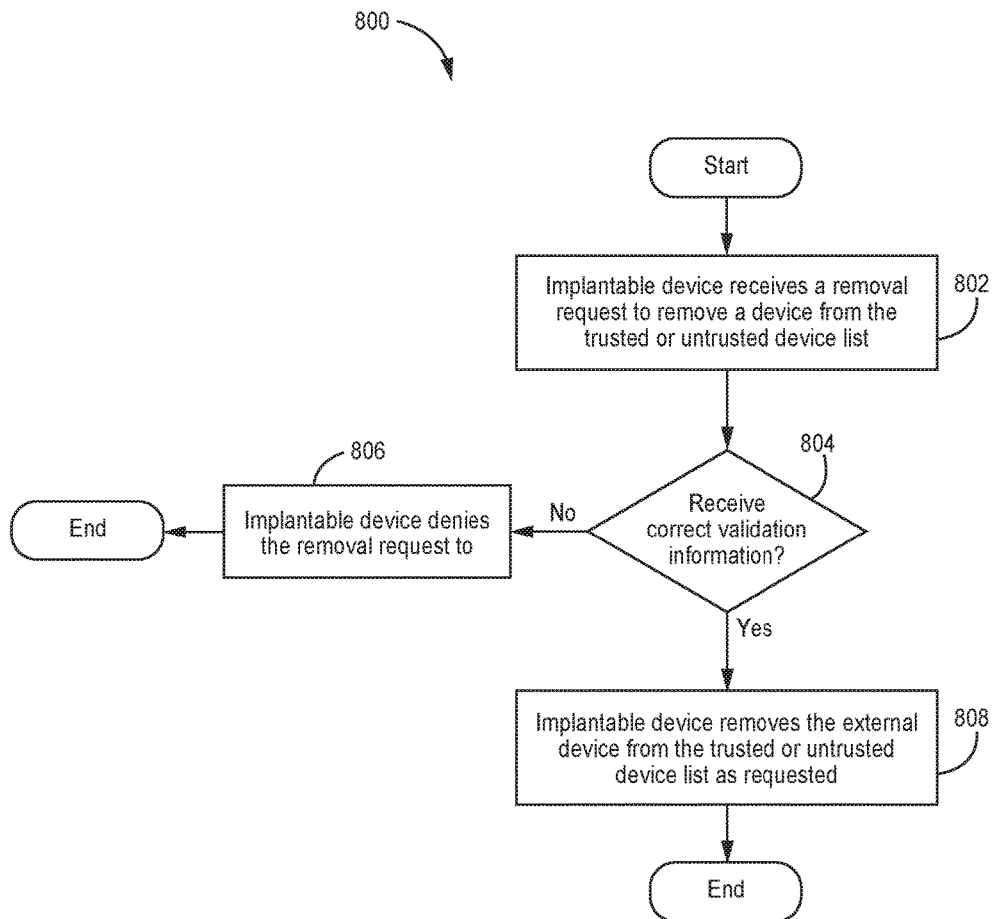 800
Start
Implantable device receives a removal
request to remove a device from the
trusted or untrusted device list
802
804
Receive
correct validation
information?
No
806
Implantable device denies
the removal request to
End
Yes
Implantable device removes the external
device from the trusted or untrusted
device list as requested
808
End